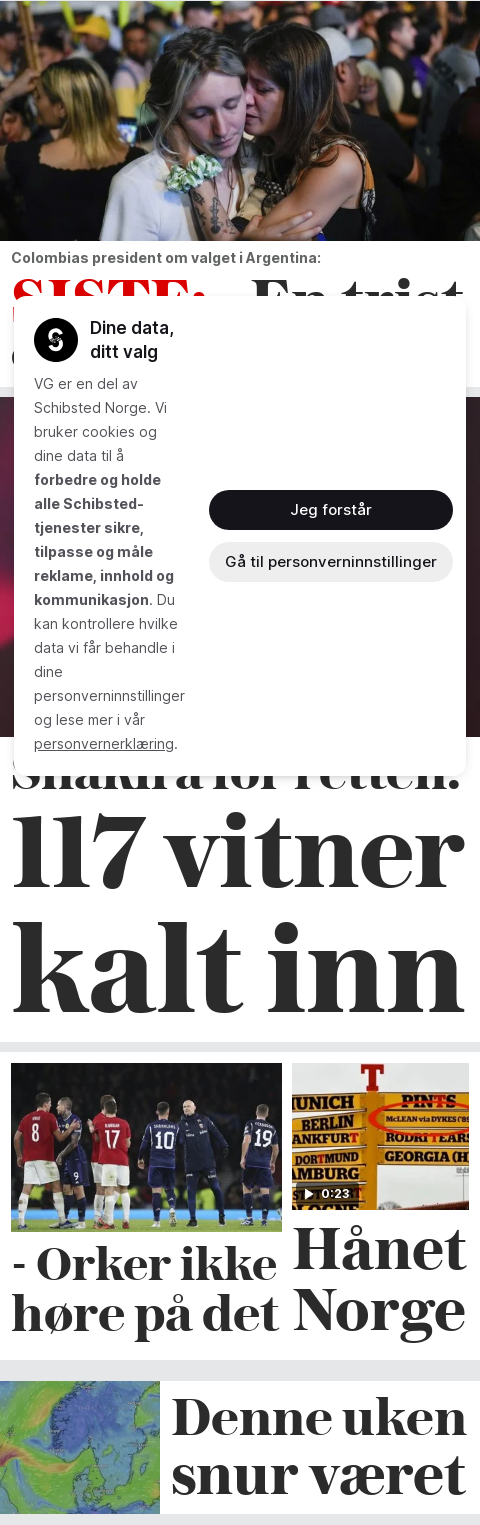 Colombias president om valget i Argentina:
SISTE: En trist
Dine data,
ditt valg
VG er en del av
Schibsted Norge. Vi
bruker cookies og
dine data til å
forbedre og holde
alle Schibsted-
tjenester sikre,
tilpasse og måle
reklame, innhold og
kommunikasjon. Du
kan kontrollere hvilke
data vi får behandle i
dine
personverninnstillinger
og lese mer i vår
personvernerklæring.
Jeg forstår
Gå til personverninnstillinger
Shakira for retten:
117 vitner
kalt inn
8
9
17
10
19
T
MUNICH
BERLIN
FRANKFURT
DORTMUND
HAMBURG
PINTS
McLEAN via DYKES ('89
RODRI TEARS
GEORGIA (H)
0:23
- Orker ikke
høre på det
Hånet
Norge
Denne uken
snur været